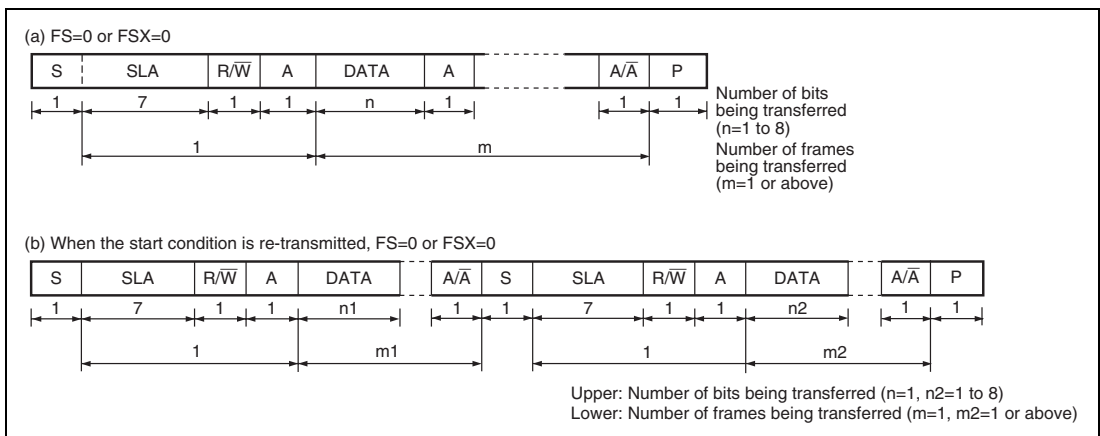 (a) FS=0 or FSX=0
S SLA R/W̅ A DATA A A/A̅ P
1 7 1 1 n 1 1 1
Number of bits
being transferred
(n=1 to 8)
1 m
Number of frames
being transferred
(m=1 or above)
(b) When the start condition is re-transmitted, FS=0 or FSX=0
S SLA R/W̅ A DATA A/A̅ S SLA R/W̅ A DATA A/A̅ P
1 7 1 1 n1 1 1 7 1 1 n2 1 1
1 m1 1 m2
Upper: Number of bits being transferred (n=1, n2=1 to 8)
Lower: Number of frames being transferred (m=1, m2=1 or above)